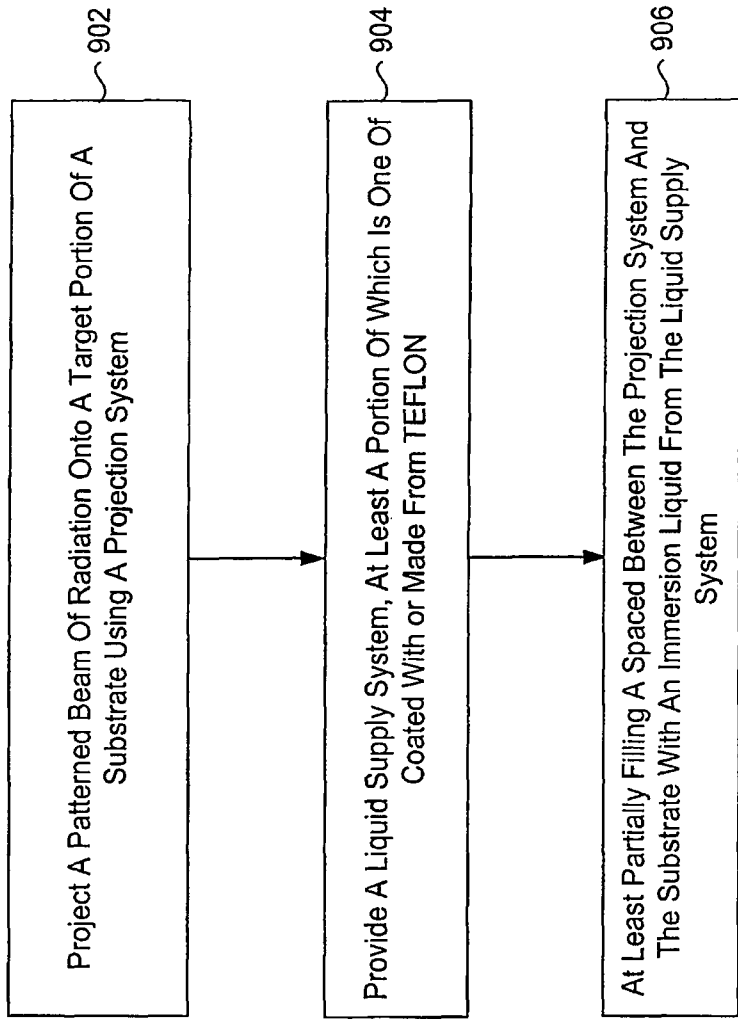 Project A Patterned Beam Of Radiation Onto A Target Portion Of A
Substrate Using A Projection System
902
Provide A Liquid Supply System, At Least A Portion Of Which Is One Of
Coated With or Made From TEFLON
904
At Least Partially Filling A Spaced Between The Projection System And
The Substrate With An Immersion Liquid From The Liquid Supply
System
906